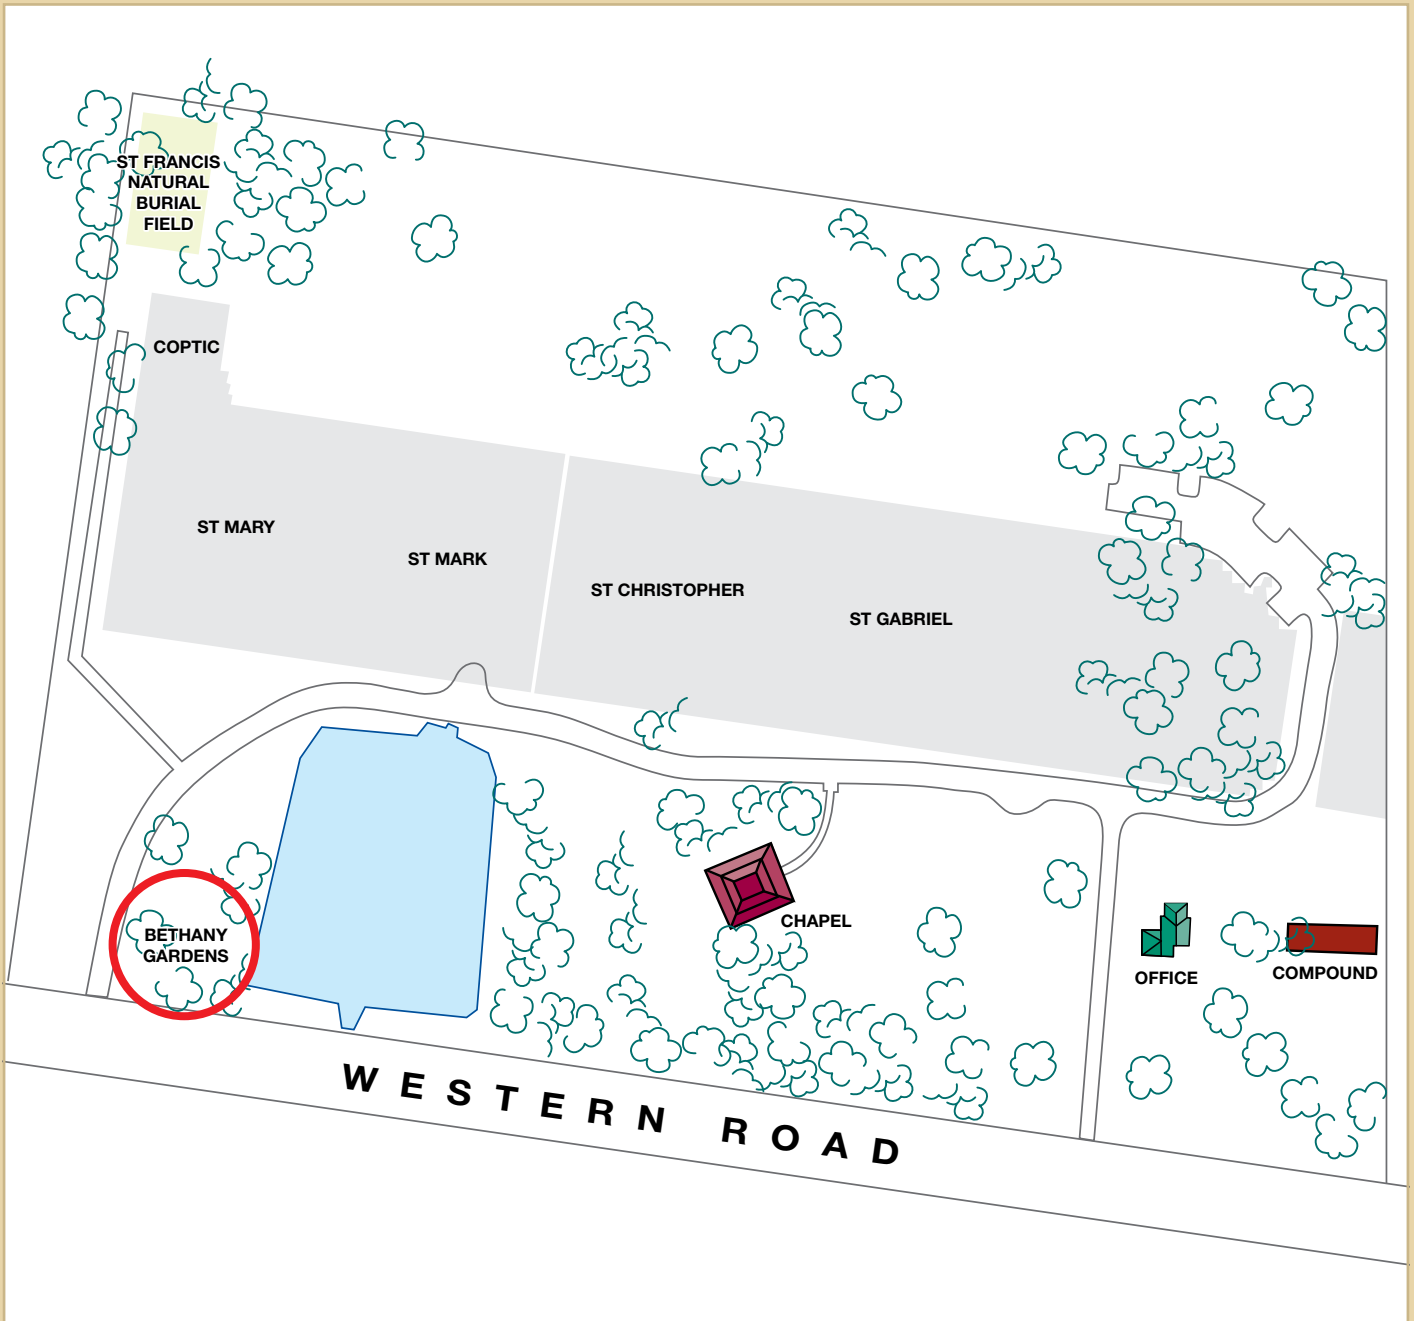 ST FRANCIS
NATURAL
BURIAL
FIELD
COPTIC
ST MARY
ST MARK
ST CHRISTOPHER
ST GABRIEL
CHAPEL
BETHANY
GARDENS
OFFICE
COMPOUND
WESTERN ROAD